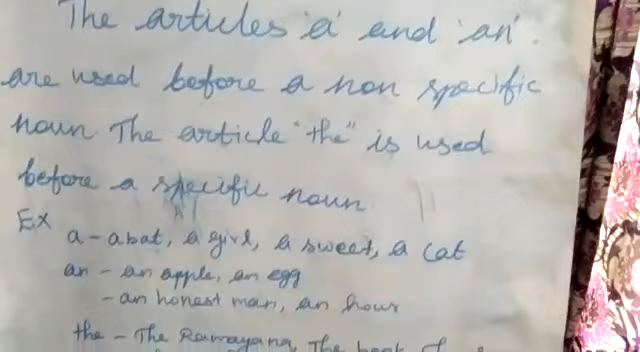 The articles 'a' and 'an'.
are used before a non specific
noun. The article "the" is used
before a specific noun.
Ex
a - a bat, a girl, a sweet, a cat
an - an apple, an egg
- an honest man, an hour
the - The Ramayana, The